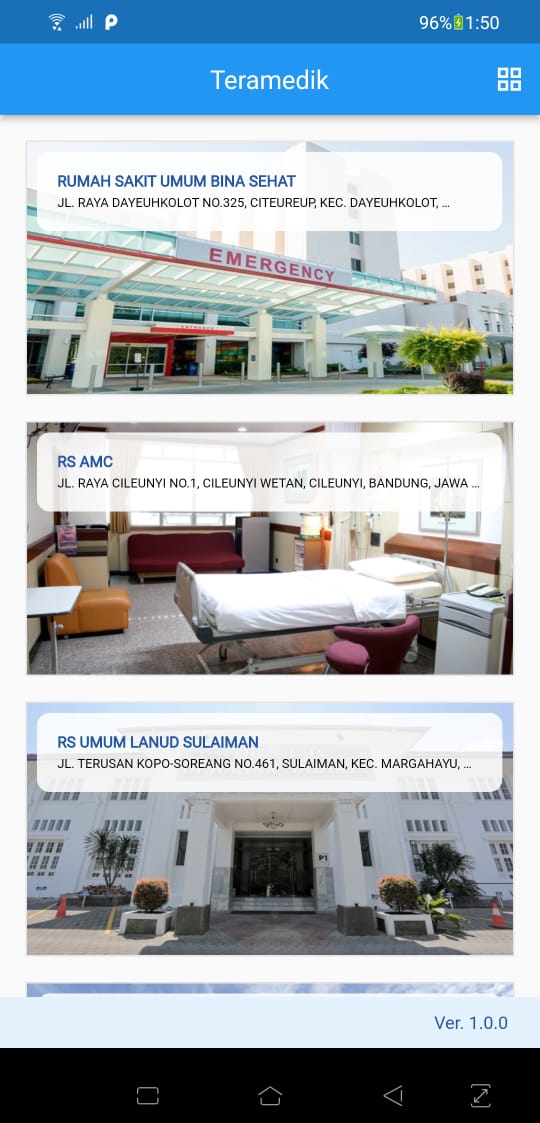 96% 1:50
Teramedik
RUMAH SAKIT UMUM BINA SEHAT
JL. RAYA DAYEUHKOLOT NO.325, CITEUREUP, KEC. DAYEUHKOLOT, ...
EMERGENCY
ENTRANCE
RS AMC
JL. RAYA CILEUNYI NO.1, CILEUNYI WETAN, CILEUNYI, BANDUNG, JAWA ...
RS UMUM LANUD SULAIMAN
JL. TERUSAN KOPO-SOREANG NO.461, SULAIMAN, KEC. MARGAHAYU, ...
P1
Ver. 1.0.0